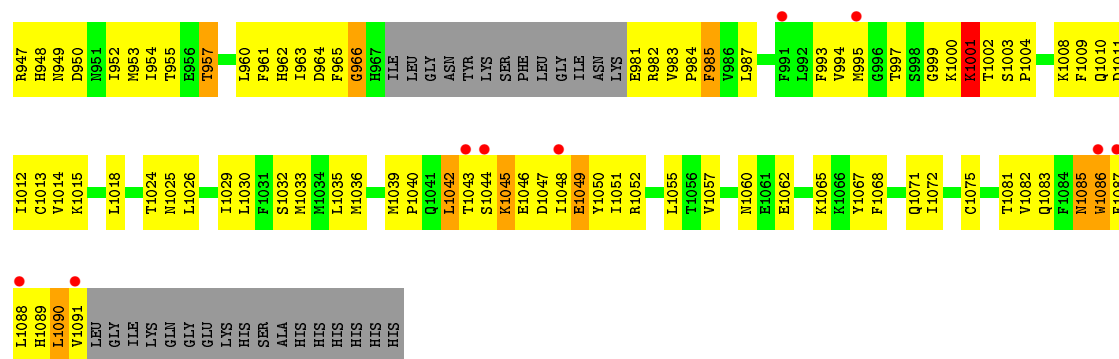 R947 H948 N949 D950 N951 I952 M953 I954 T955 E956 T957 L960 F961 H962 I963 D964 F965 G966 H967 ILE LEU GLY ASN TYR LYS SER PHE LEU GLY ILE ASN LYS E981 R982 V983 P984 F985 V986 L987 F991 L992 F993 V994 M995 G996 T997 S998 G999 K1000 K1001 T1002 S1003 P1004 K1008 F1009 Q1010 D1011
I1012 C1013 V1014 K1015 L1018 T1024 N1025 L1026 I1029 L1030 F1031 S1032 M1033 M1034 L1035 M1036 M1039 P1040 Q1041 L1042 T1043 S1044 K1045 E1046 D1047 I1048 E1049 Y1050 I1051 R1052 L1055 T1056 V1057 N1060 E1061 E1062 K1065 K1066 Y1067 F1068 Q1071 I1072 C1075 T1081 V1082 Q1083 F1084 N1085 W1086
L1088 H1089 L1090 V1091 LEU GLY ILE LYS GLN GLY GLU LYS HIS SER ALA HIS HIS HIS HIS HIS HIS